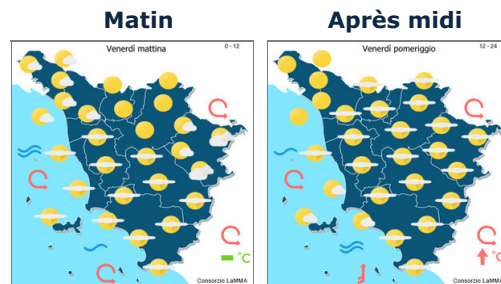 Matin
Venerdì mattina
0 - 12
°C
Consorzio LaMMA
Après midi
Venerdì pomeriggio
12 - 24
°C
Consorzio LaMMA